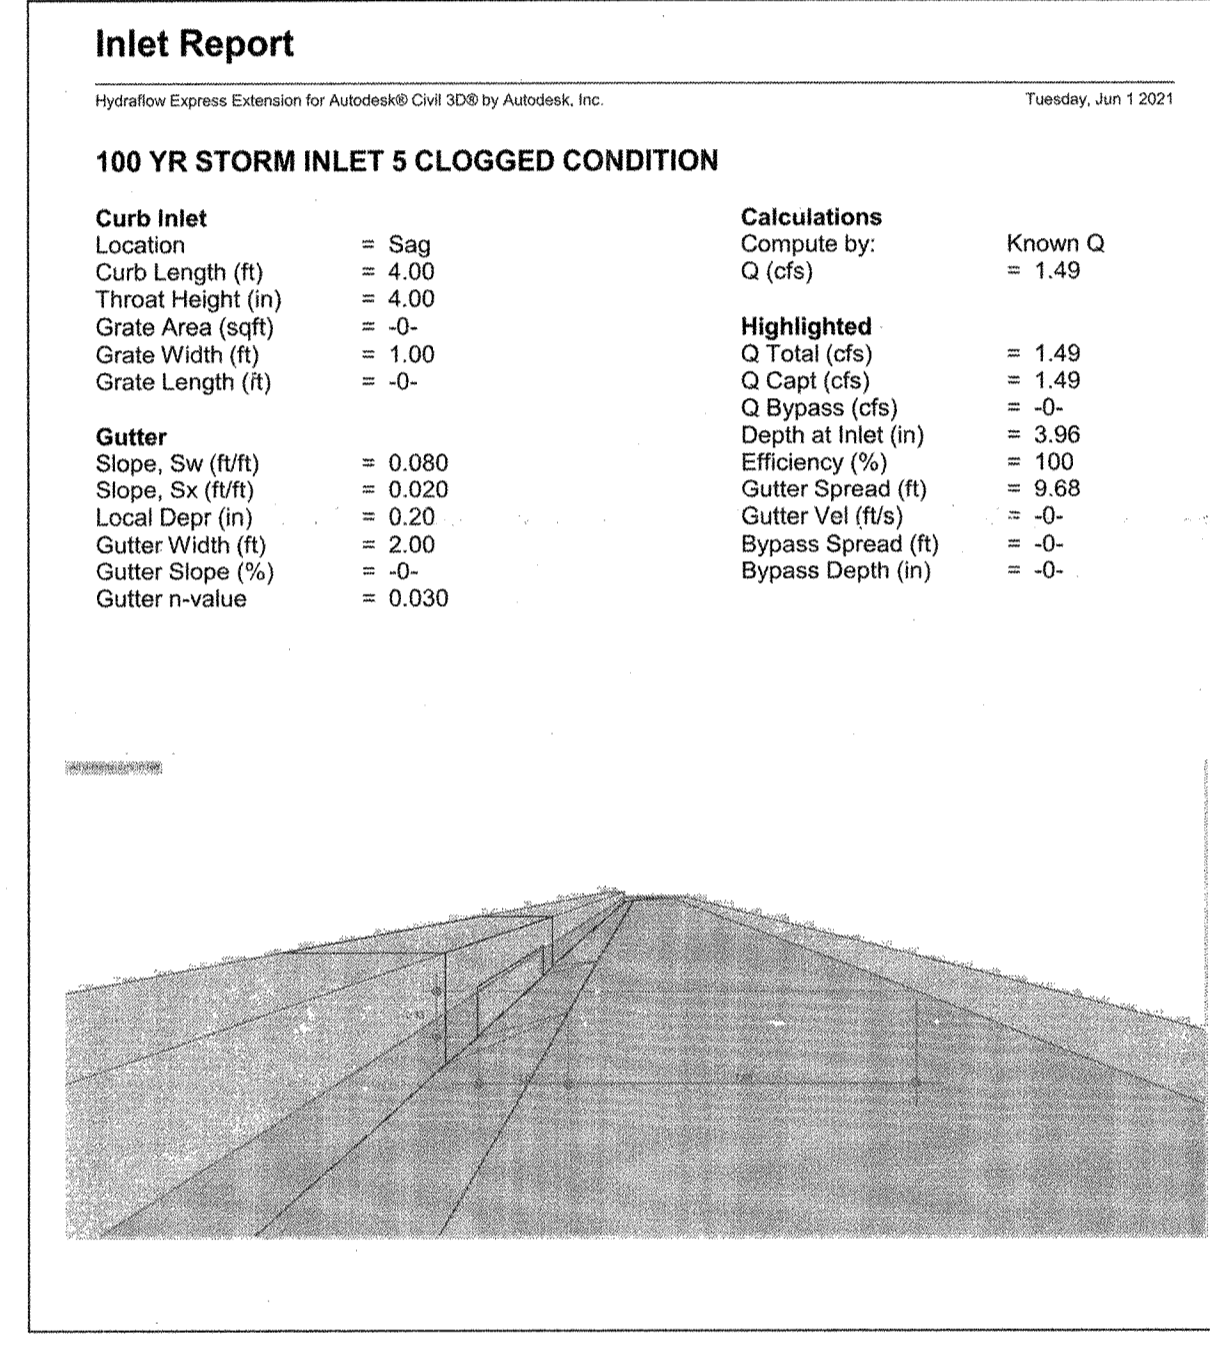 Inlet Report
Hydraflow Express Extension for Autodesk® Civil 3D® by Autodesk, Inc.
Tuesday, Jun 1 2021
100 YR STORM INLET 5 CLOGGED CONDITION
Curb Inlet
Location = Sag
Curb Length (ft) = 4.00
Throat Height (in) = 4.00
Grate Area (sqft) = -0-
Grate Width (ft) = 1.00
Grate Length (ft) = -0-
Gutter
Slope, Sw (ft/ft) = 0.080
Slope, Sx (ft/ft) = 0.020
Local Depr (in) = 0.20
Gutter Width (ft) = 2.00
Gutter Slope (%) = -0-
Gutter n-value = 0.030
Calculations
Compute by: Known Q
Q (cfs) = 1.49
Highlighted
Q Total (cfs) = 1.49
Q Capt (cfs) = 1.49
Q Bypass (cfs) = -0-
Depth at Inlet (in) = 3.96
Efficiency (%) = 100
Gutter Spread (ft) = 9.68
Gutter Vel (ft/s) = -0-
Bypass Spread (ft) = -0-
Bypass Depth (in) = -0-